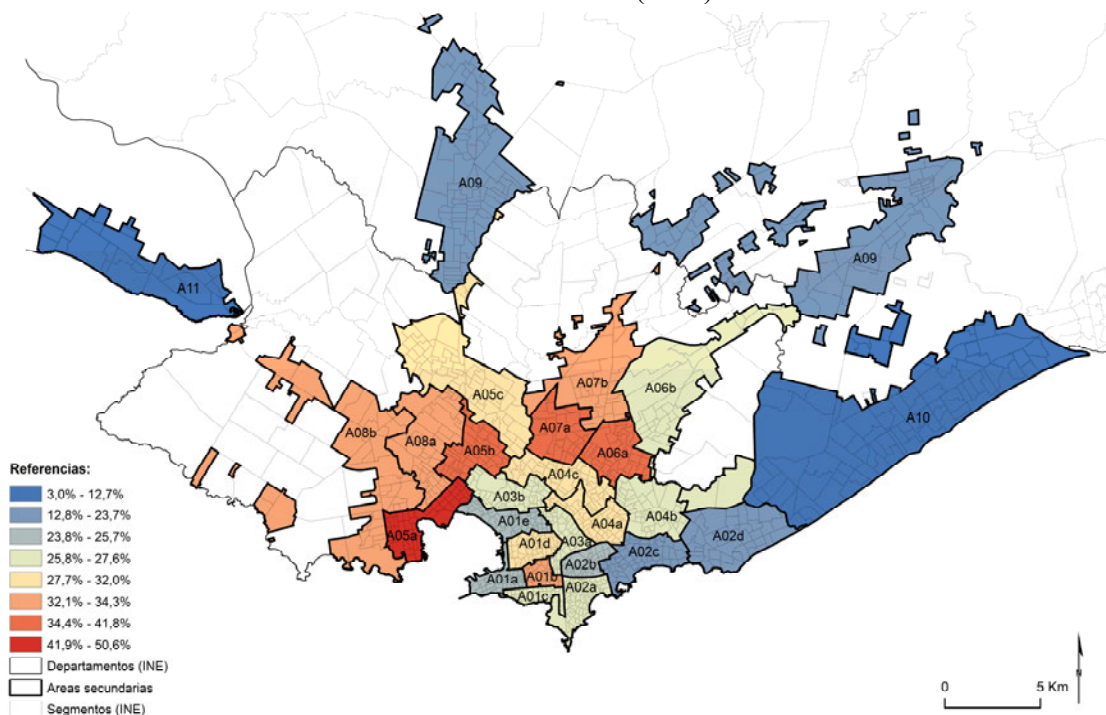 A09
A11
A09
A10
A07b
A06b
A05c
A08b
A08a
A05b
A07a
A06a
A04c
A03b
A05a
A01e
A04a
A04b
A03a
A01d
A02b
A02c
A02d
A01a
A01b
A02a
A01c
Referencias:
3,0% - 12,7%
12,8% - 23,7%
23,8% - 25,7%
25,8% - 27,6%
27,7% - 32,0%
32,1% - 34,3%
34,4% - 41,8%
41,9% - 50,6%
Departamentos (INE)
Areas secundarias
Segmentos (INE)
0 5 Km